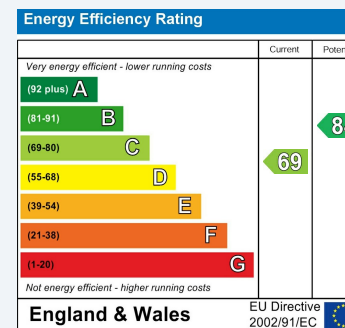 Energy Efficiency Rating
Current
Very energy efficient - lower running costs
(92 plus) A
(81-91) B
(69-80) C
69
(55-68) D
(39-54) E
(21-38) F
(1-20) G
Not energy efficient - higher running costs
England & Wales
EU Directive
2002/91/EC